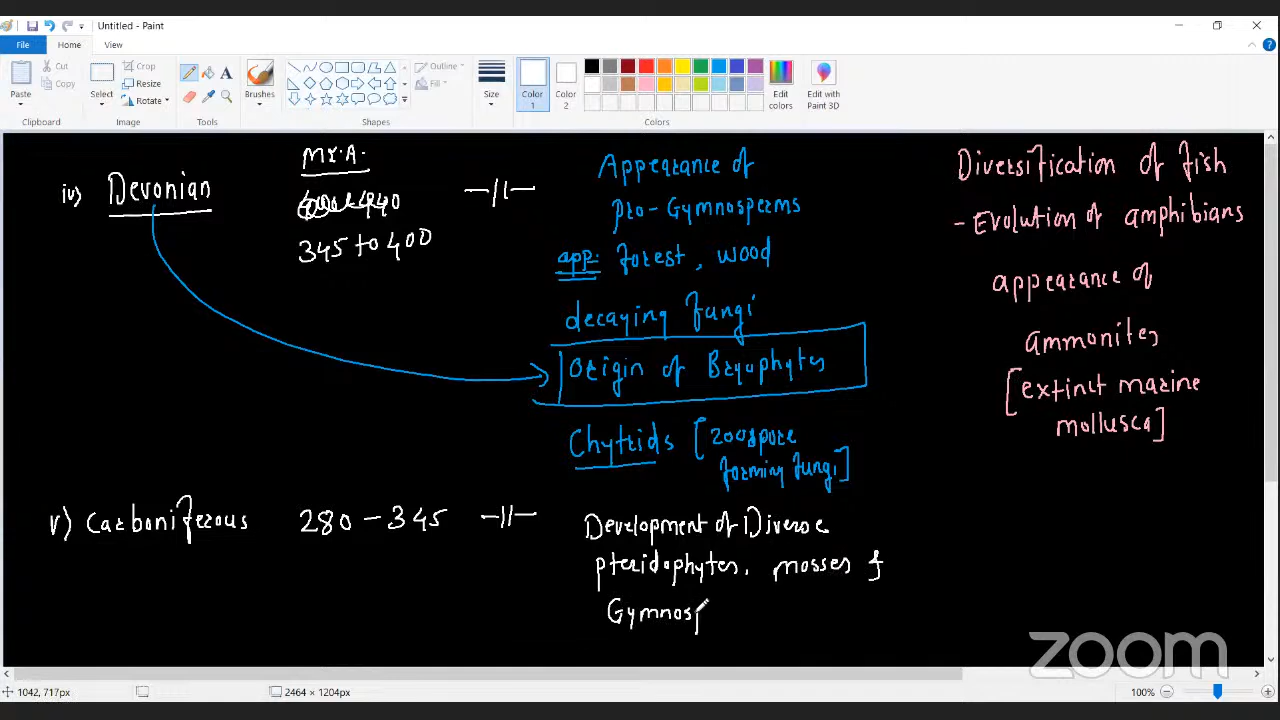 Untitled - Paint
File Home View
Paste Cut Copy
Clipboard
Select Crop Resize Rotate
Image
Tools
Brushes
Shapes
Outline
Fill
Size
Color 1
Color 2
Colors
Edit colors
Edit with Paint 3D
M.Y.A.
iv) Devonian
345 to 400
Appearance of
pro-Gymnosperms
app: forest, wood
decaying fungi
Origin of Bryophytes
Chytrids [zoospore
forming fungi]
Diversification of fish
- Evolution of amphibians
appearance of
ammonites
[extinct marine
mollusca]
v) Carboniferous 280 - 345 -||-
Development of Diverse
pteridophytes, mosses &
Gymnosp
zoom
1042, 717px
2464 × 1204px
100%